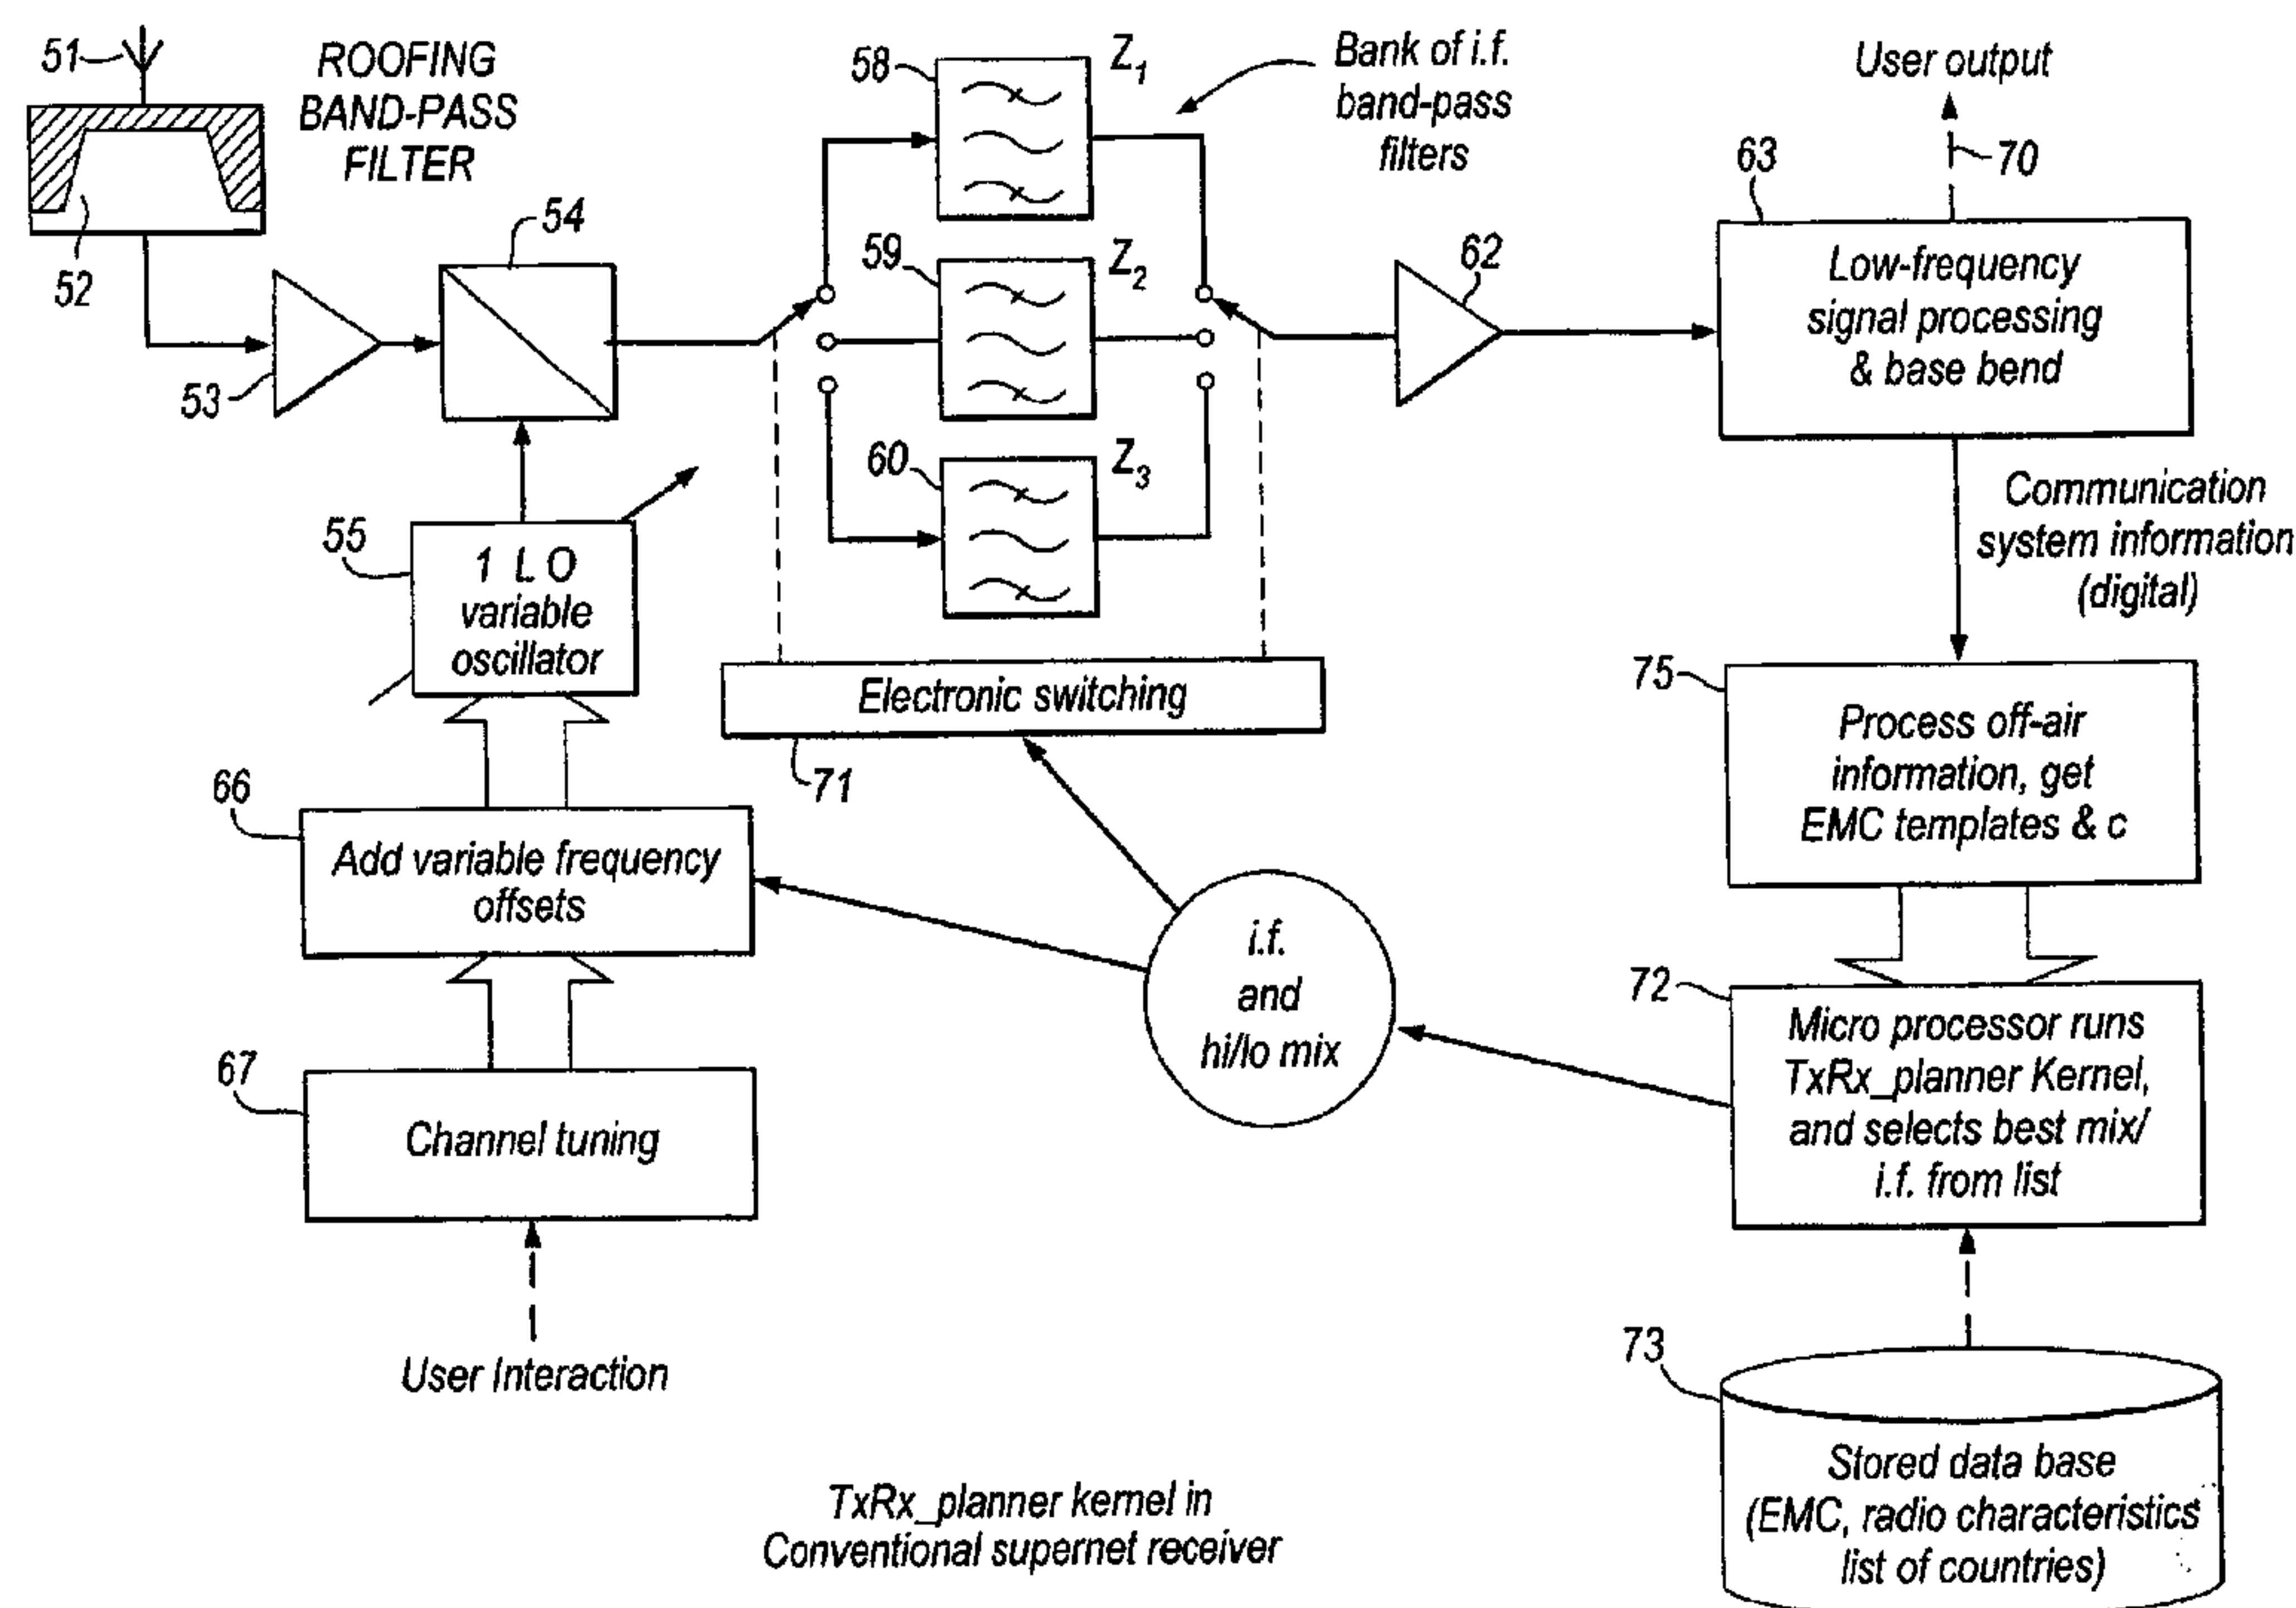 51
ROOFING
BAND-PASS
FILTER
52
53
54
58
Z1
Bank of i.f.
band-pass
filters
59
Z2
60
Z3
62
User output
70
63
Low-frequency
signal processing
& base bend
Communication
system information
(digital)
55
1 L O
variable
oscillator
Electronic switching
71
75
Process off-air
information, get
EMC templates & c
66
Add variable frequency
offsets
i.f.
and
hi/lo mix
72
Micro processor runs
TxRx_planner Kernel,
and selects best mix/
i.f. from list
67
Channel tuning
User Interaction
73
Stored data base
(EMC, radio characteristics
list of countries)
TxRx_planner kernel in
Conventional supernet receiver